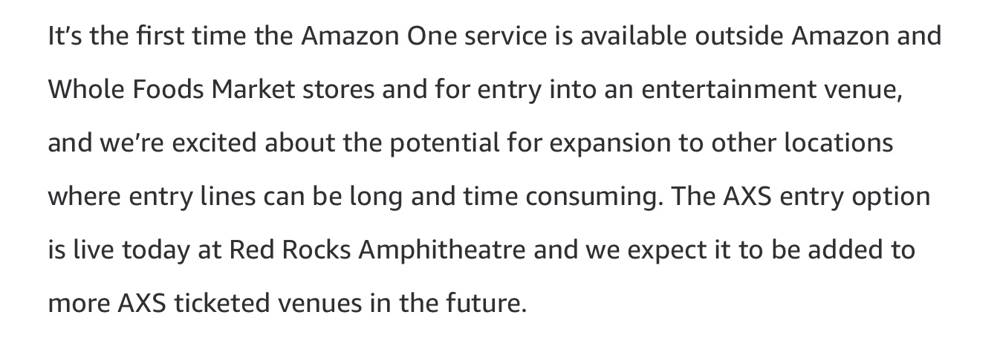 It’s the first time the Amazon One service is available outside Amazon and
Whole Foods Market stores and for entry into an entertainment venue,
and we’re excited about the potential for expansion to other locations
where entry lines can be long and time consuming. The AXS entry option
is live today at Red Rocks Amphitheatre and we expect it to be added to
more AXS ticketed venues in the future.